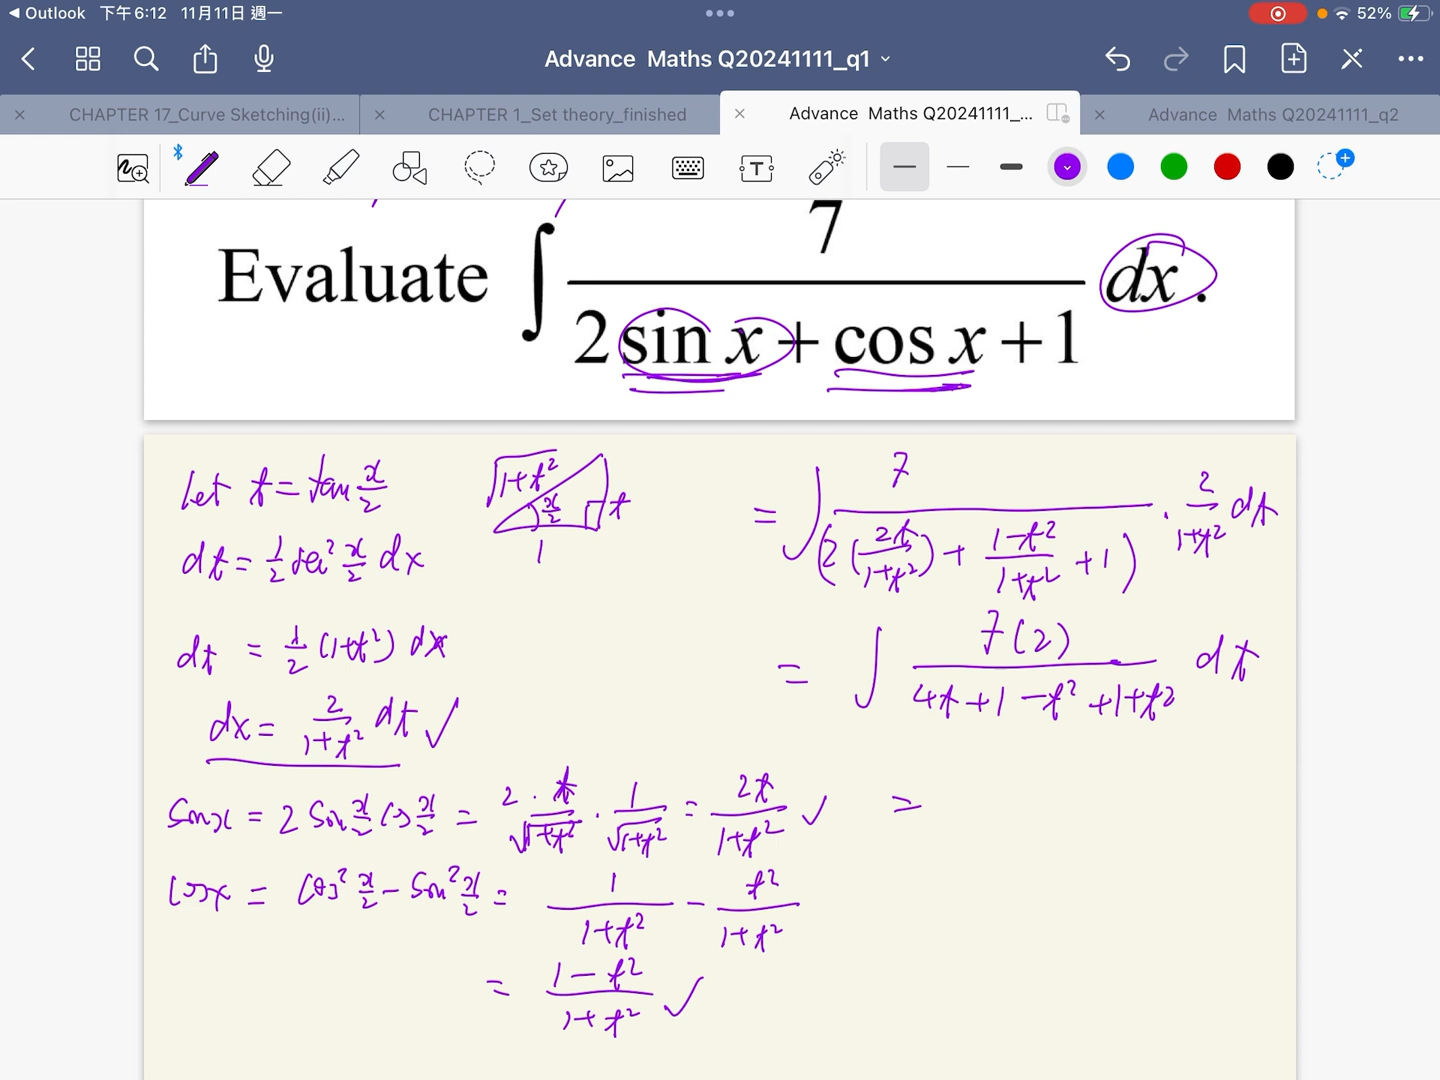 Outlook 下午6:12 11月11日 週一
52%
Advance Maths Q20241111_q1
CHAPTER 17_Curve Sketching(ii)...
CHAPTER 1_Set theory_finished
Advance Maths Q20241111_...
Advance Maths Q20241111_q2
Evaluate ∫ 7/(2 sin x + cos x + 1) dx.
Let t = tan x/2
√(1+t²) x/2 t 1
dt = 1/2 sec² x/2 dx
dt = 1/2 (1+t²) dx
dx = 2/(1+t²) dt ✓
Sin x = 2 Sin x/2 Cos x/2 = 2 · t/√(1+t²) · 1/√(1+t²) = 2t/(1+t²) ✓
Cos x = Cos² x/2 − Sin² x/2 = 1/(1+t²) − t²/(1+t²)
= (1−t²)/(1+t²) ✓
= ∫ 7/(2(2t/(1+t²)) + (1−t²)/(1+t²) + 1) · 2/(1+t²) dt
= ∫ 7(2)/(4t+1−t²+1+t²) dt
=